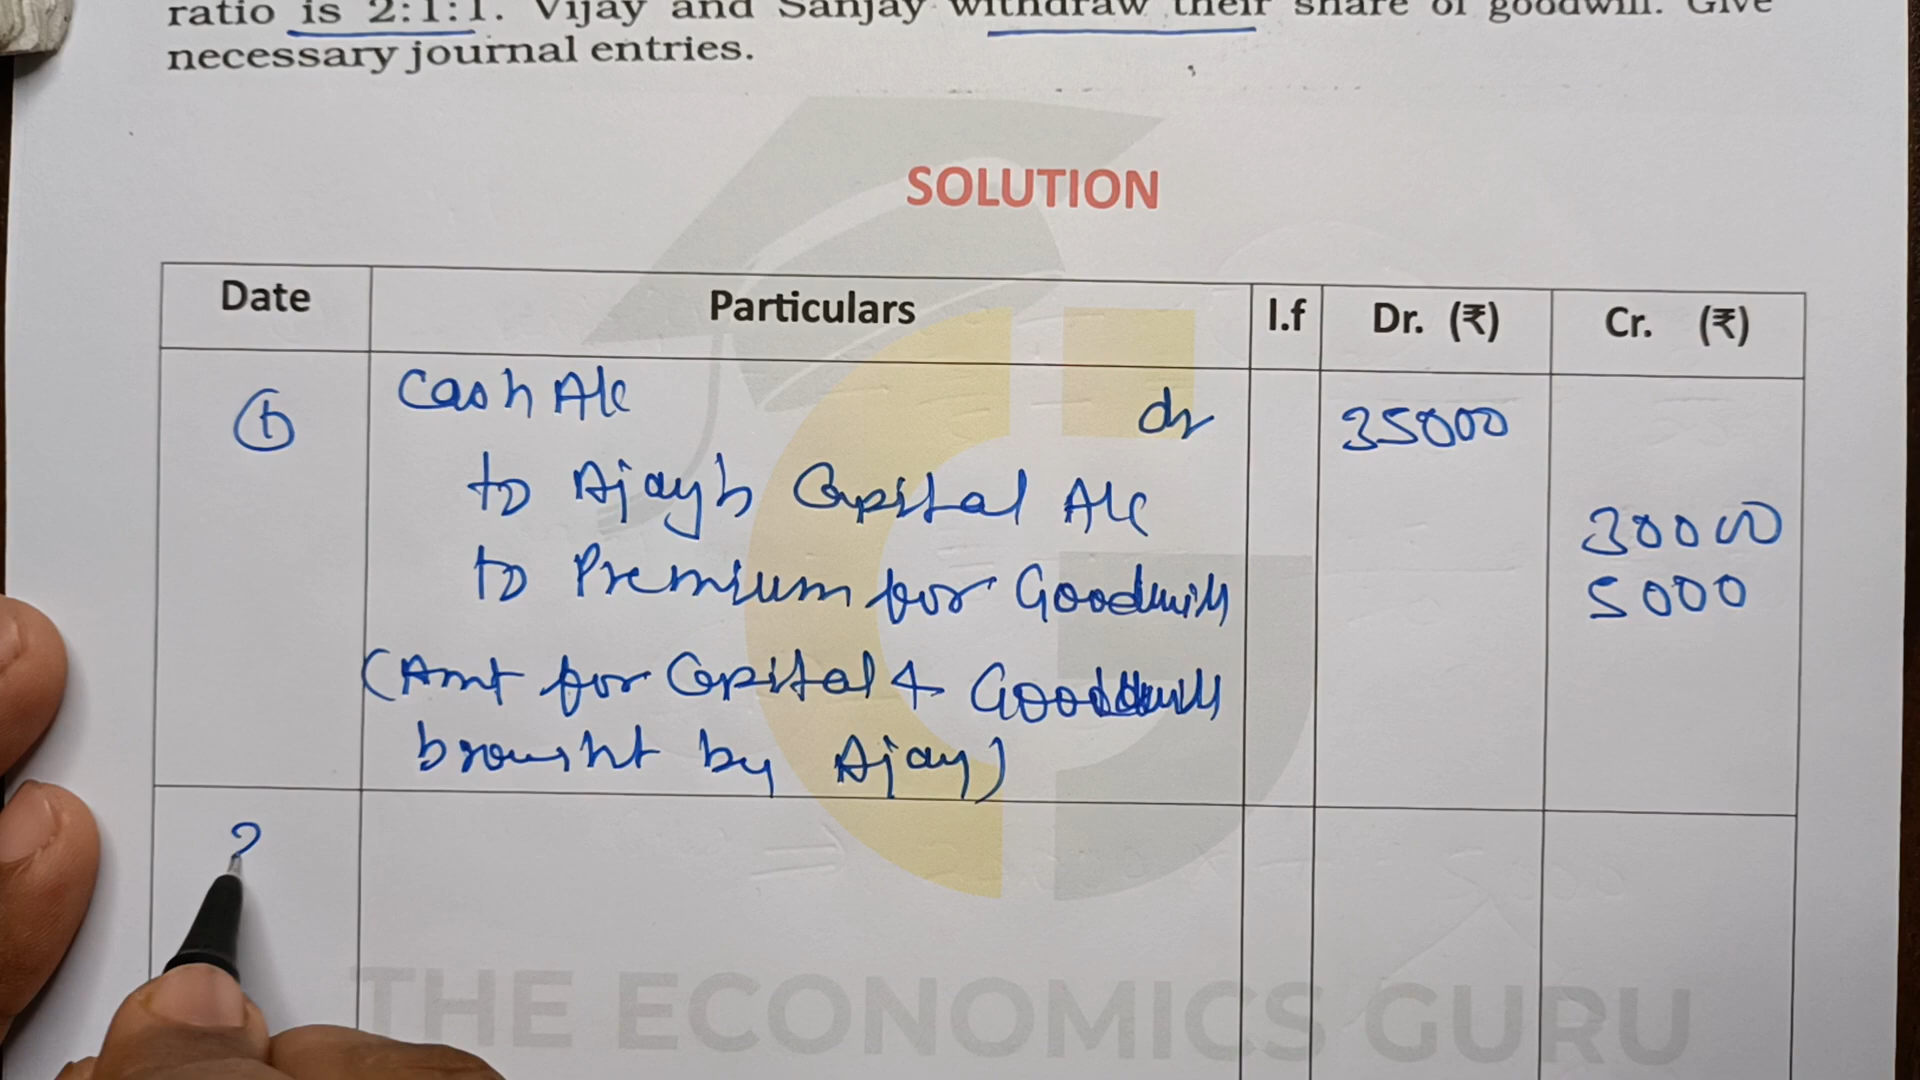 ratio is 2:1:1. Vijay and Sanjay withdraw their share of goodwill. Give
necessary journal entries.
SOLUTION
Date Particulars l.f Dr. (₹) Cr. (₹)
① Cash A/c dr 35000
to Ajay's Capital A/c 30000
to Premium for Goodwill 5000
(Amt for Capital & Goodwill
brought by Ajay)
2
THE ECONOMICS GURU